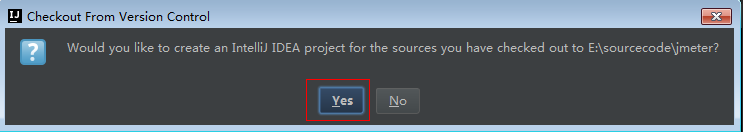 IJ Checkout From Version Control
Would you like to create an IntelliJ IDEA project for the sources you have checked out to E:\sourcecode\jmeter?
Yes No